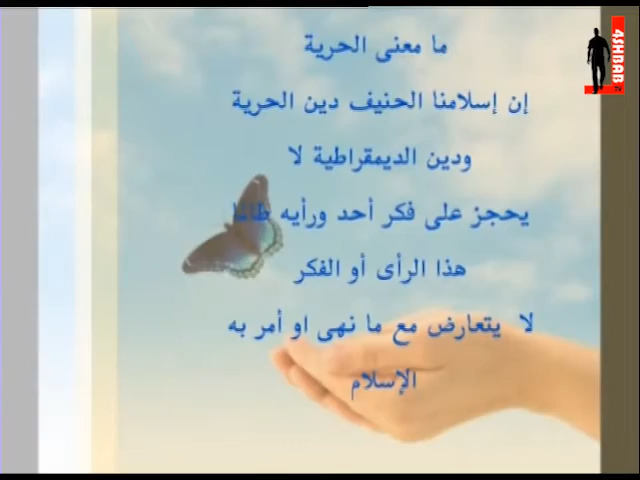 ما معنى الحرية
إن إسلامنا الحنيف دين الحرية
ودين الديمقراطية لا
يحجز على فكر أحد ورأيه طالما
هذا الرأى أو الفكر
لا يتعارض مع ما نهى او أمر به
الإسلام
4SHBAB
TV